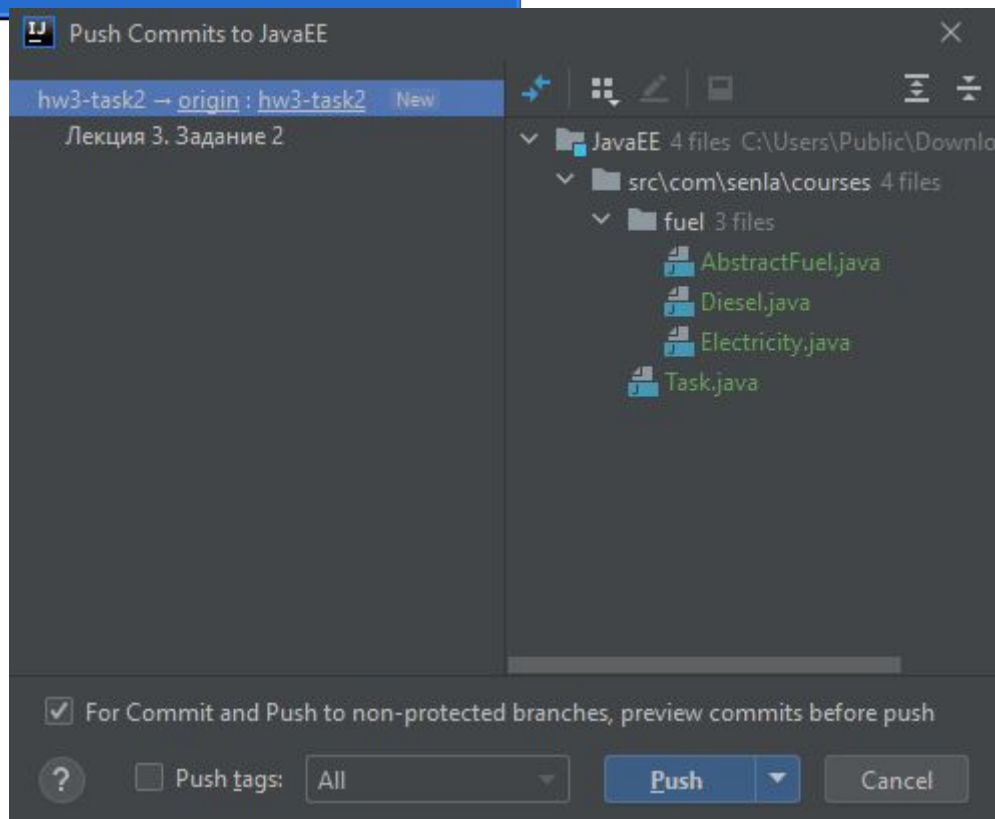 Push Commits to JavaEE
hw3-task2 → origin : hw3-task2 New
Лекция 3. Задание 2
JavaEE 4 files C:\Users\Public\Downlo
src\com\senla\courses 4 files
fuel 3 files
AbstractFuel.java
Diesel.java
Electricity.java
Task.java
For Commit and Push to non-protected branches, preview commits before push
? Push tags: All Push Cancel